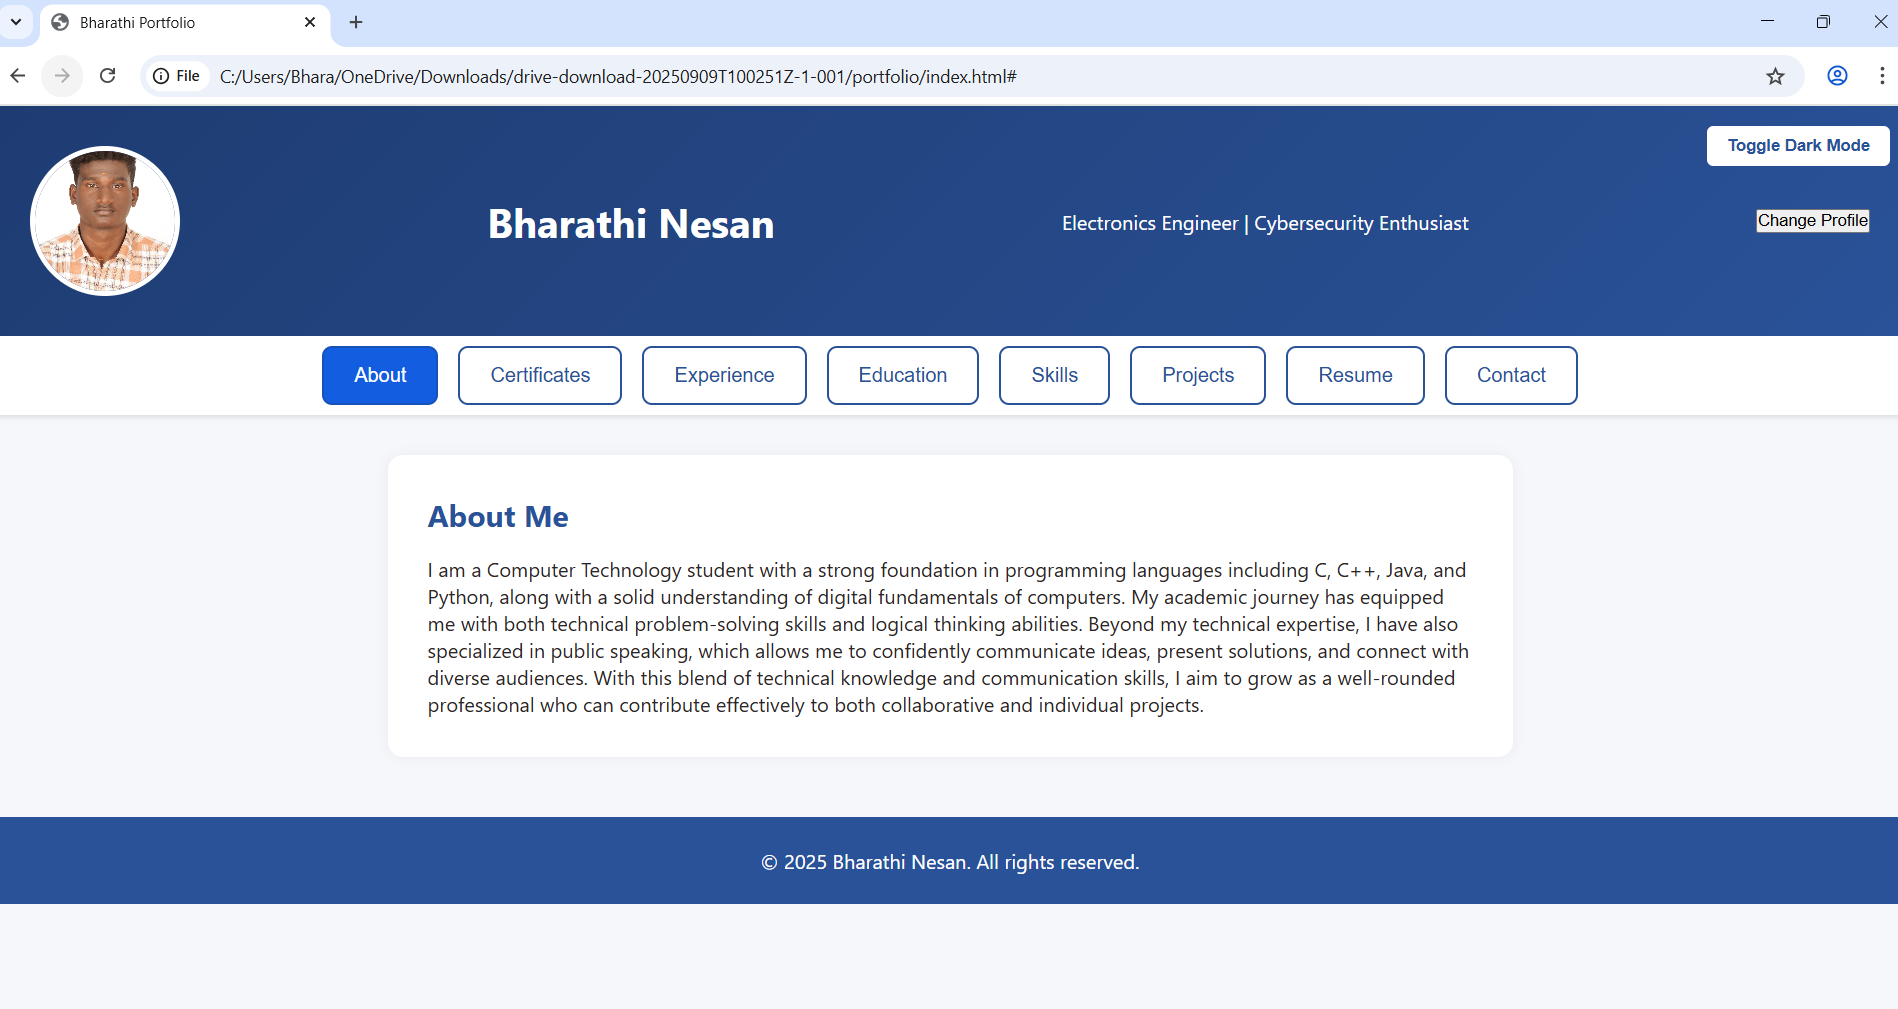 Bharathi Portfolio
File
C:/Users/Bhara/OneDrive/Downloads/drive-download-20250909T100251Z-1-001/portfolio/index.html#
Toggle Dark Mode
Bharathi Nesan
Electronics Engineer | Cybersecurity Enthusiast
Change Profile
About
Certificates
Experience
Education
Skills
Projects
Resume
Contact
About Me
I am a Computer Technology student with a strong foundation in programming languages including C, C++, Java, and
Python, along with a solid understanding of digital fundamentals of computers. My academic journey has equipped
me with both technical problem-solving skills and logical thinking abilities. Beyond my technical expertise, I have also
specialized in public speaking, which allows me to confidently communicate ideas, present solutions, and connect with
diverse audiences. With this blend of technical knowledge and communication skills, I aim to grow as a well-rounded
professional who can contribute effectively to both collaborative and individual projects.
© 2025 Bharathi Nesan. All rights reserved.